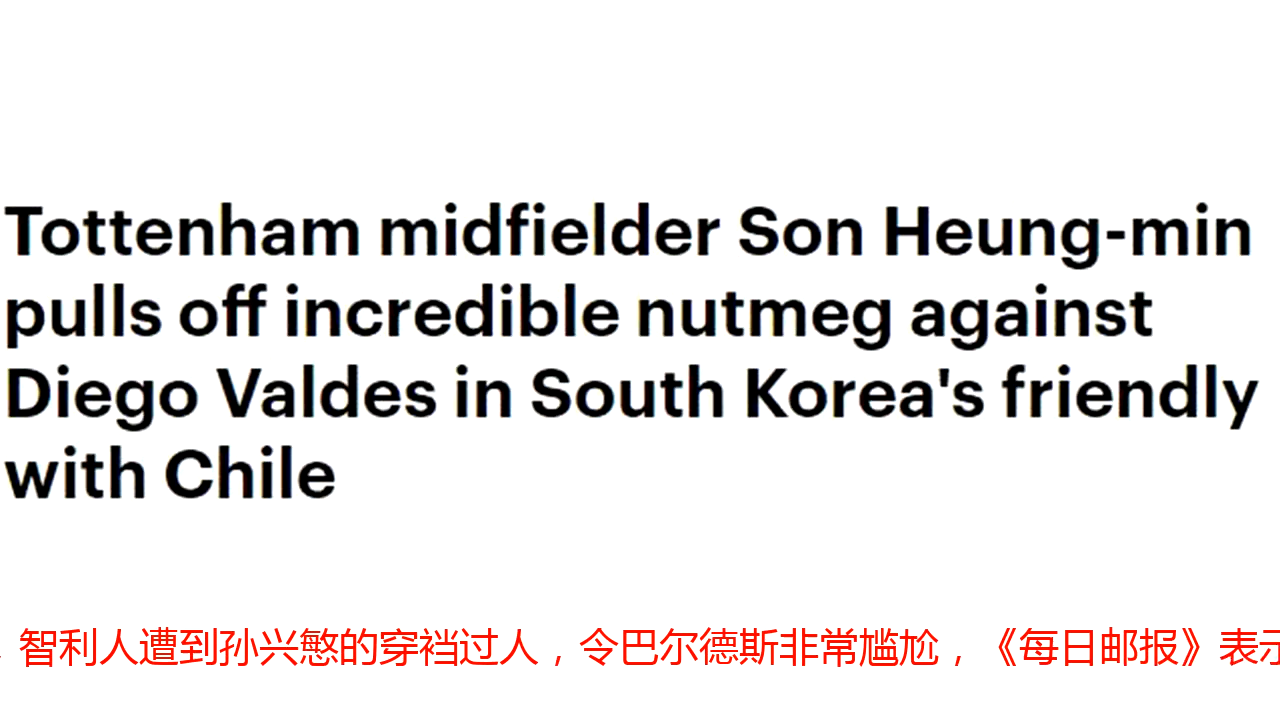 Tottenham midfielder Son Heung-min
pulls off incredible nutmeg against
Diego Valdes in South Korea's friendly
with Chile
智利人遭到孙兴慜的穿裆过人，令巴尔德斯非常尴尬，《每日邮报》表示